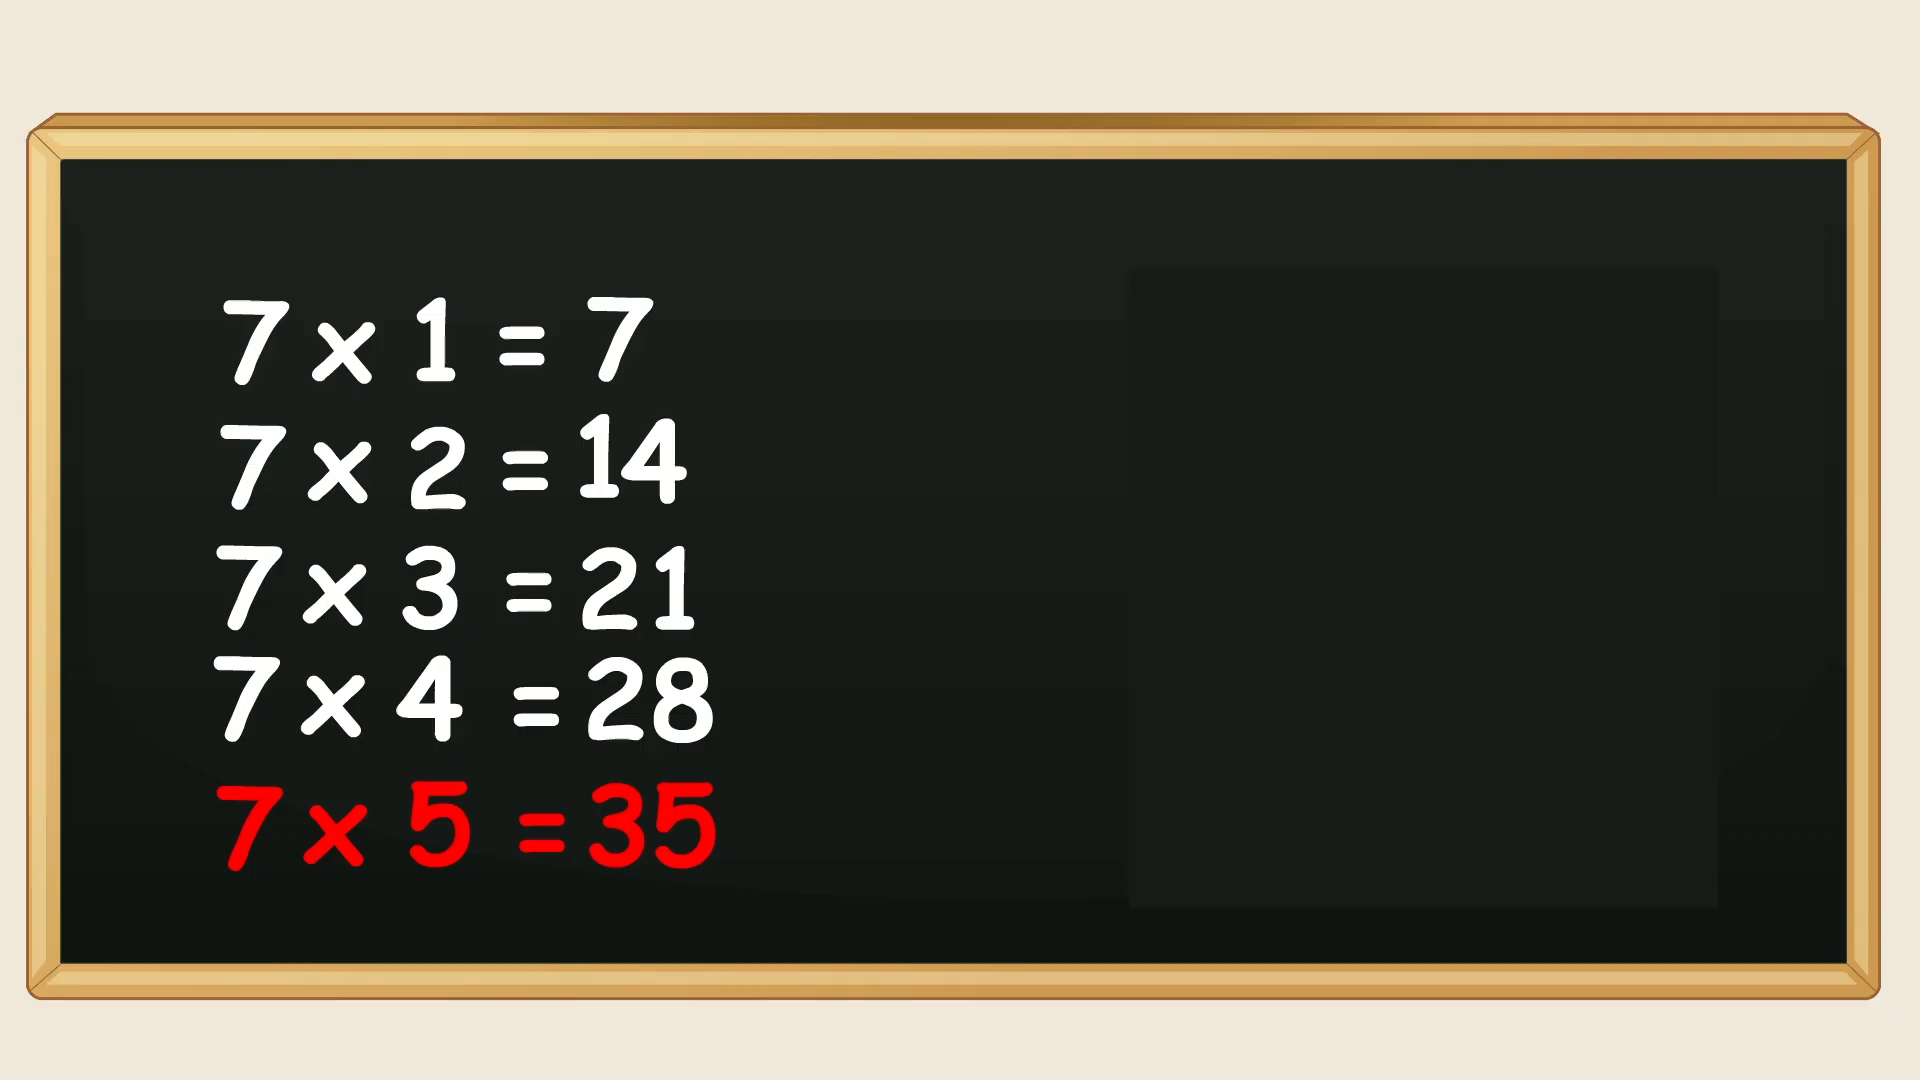 7 x 1 = 7
7 x 2 = 14
7 x 3 = 21
7 x 4 = 28
7 x 5 = 35